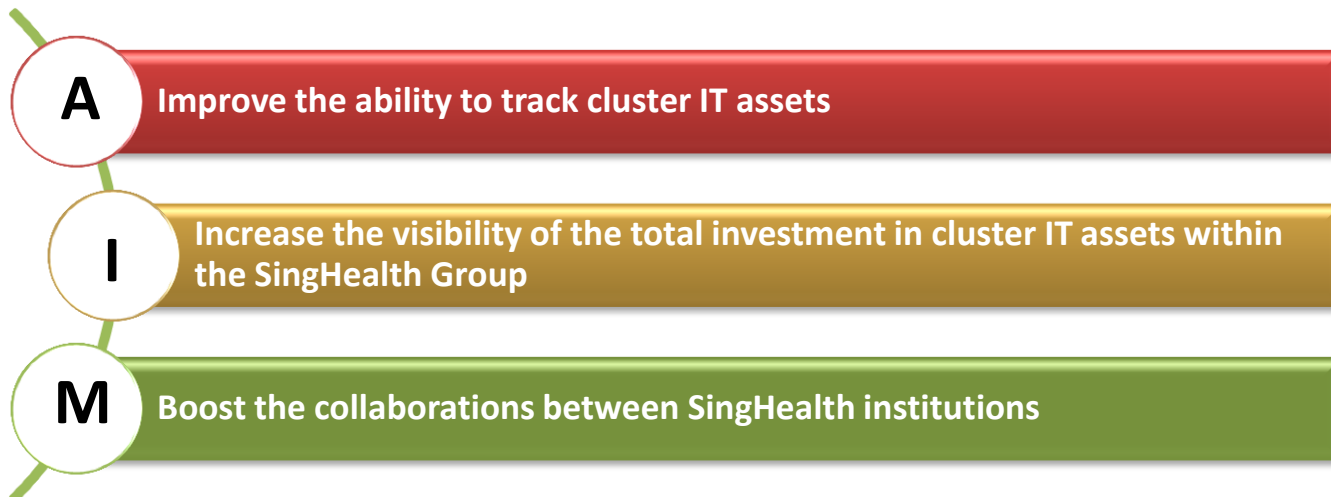 A
Improve the ability to track cluster IT assets
I
Increase the visibility of the total investment in cluster IT assets within
the SingHealth Group
M
Boost the collaborations between SingHealth institutions